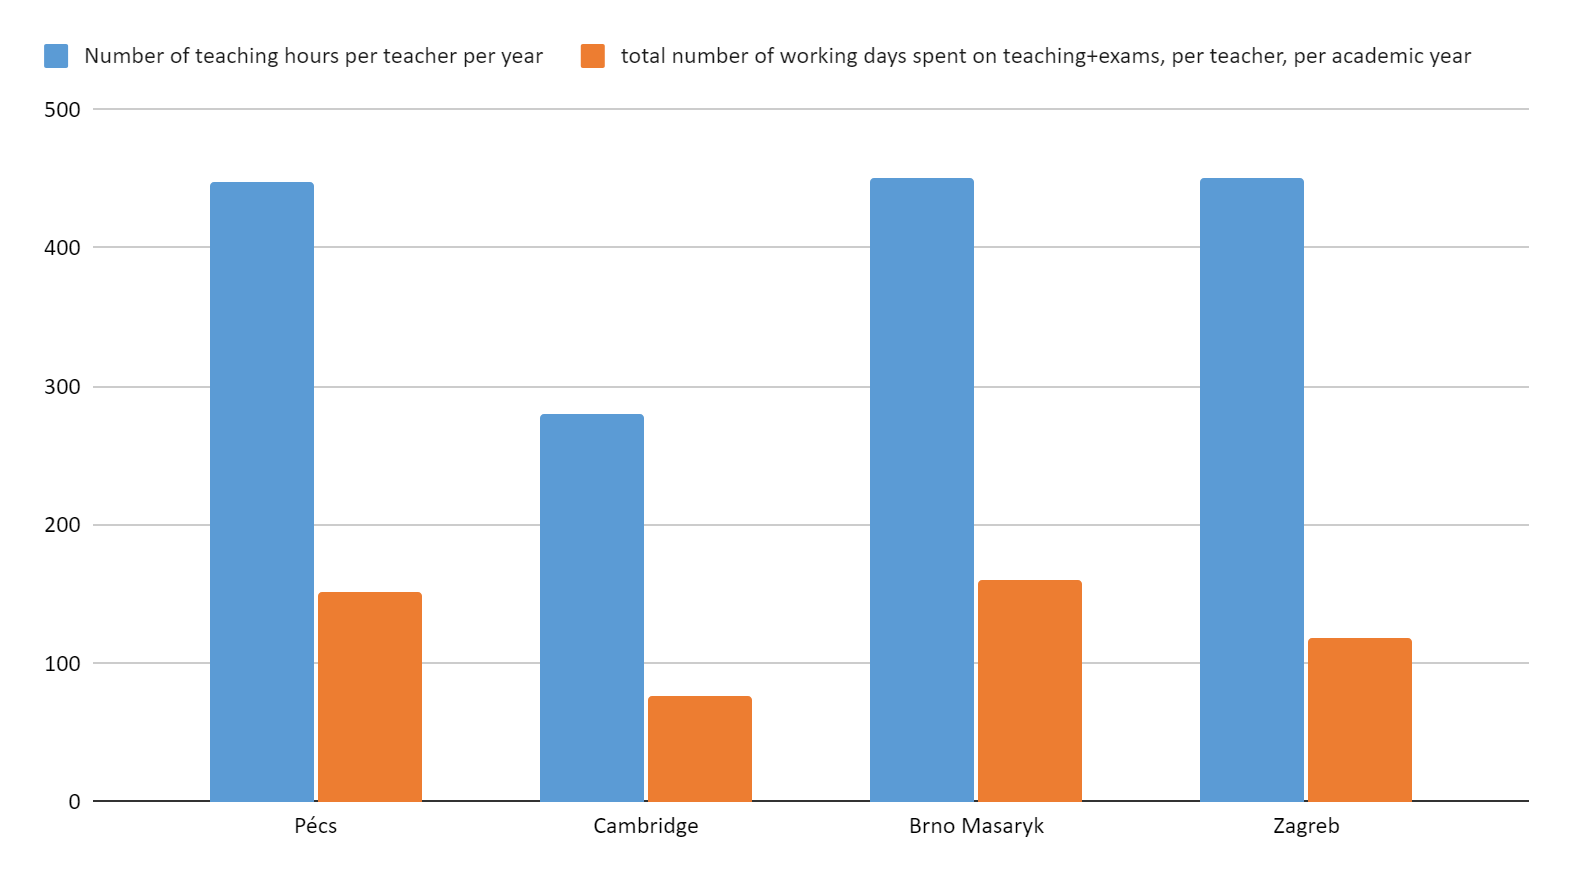 Number of teaching hours per teacher per year
total number of working days spent on teaching+exams, per teacher, per academic year
500
400
300
200
100
0
Pécs
Cambridge
Brno Masaryk
Zagreb